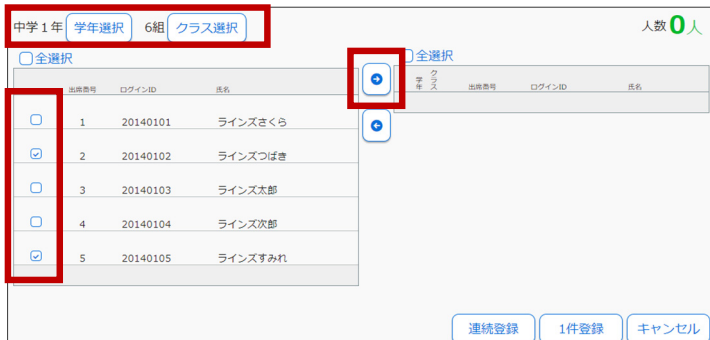 中学1年 学年選択 6組 クラス選択 人数0人
全選択 全選択
出席番号 ログインID 氏名 学年 クラス 出席番号 ログインID 氏名
1 20140101 ラインズさくら
2 20140102 ラインズつばき
3 20140103 ラインズ太郎
4 20140104 ラインズ次郎
5 20140105 ラインズすみれ
連続登録 1件登録 キャンセル